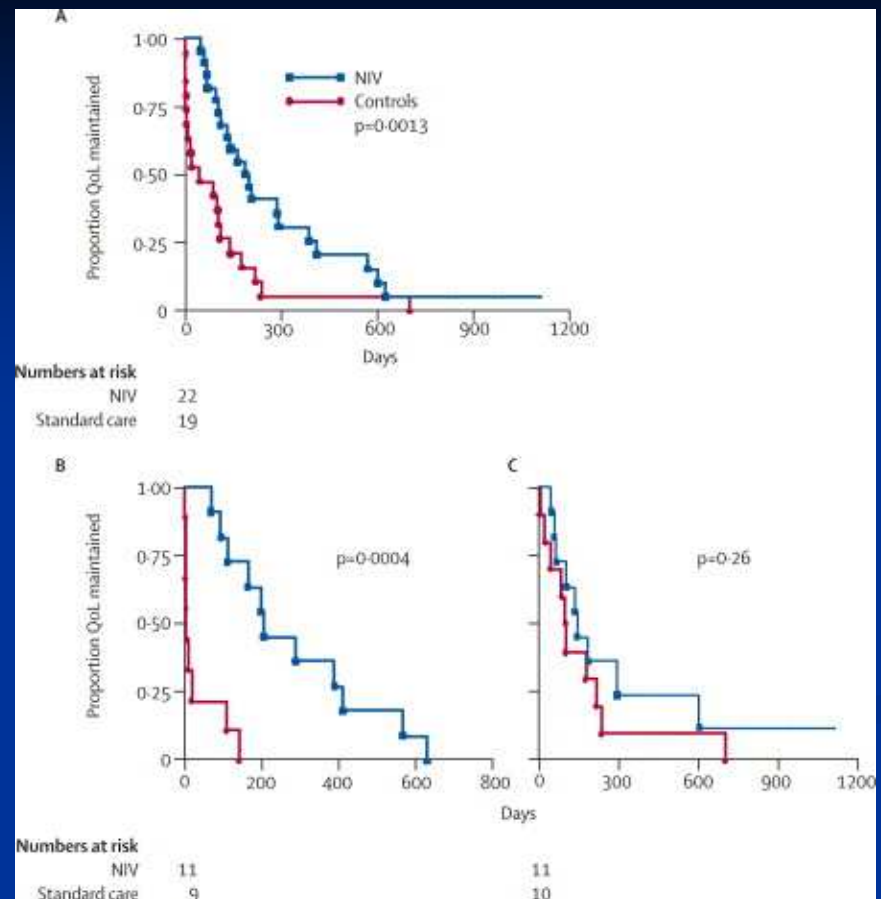 A
1·00
0·75
0·50
0·25
0
Proportion QoL maintained
NIV
Controls
p=0·0013
0 300 600 900 1200
Days
Numbers at risk
NIV 22
Standard care 19
B
1·00
0·75
0·50
0·25
0
Proportion QoL maintained
p=0·0004
0 200 400 600 800
C
p=0·26
0 300 600 900 1200
Days
Numbers at risk
NIV 11 11
Standard care 9 10